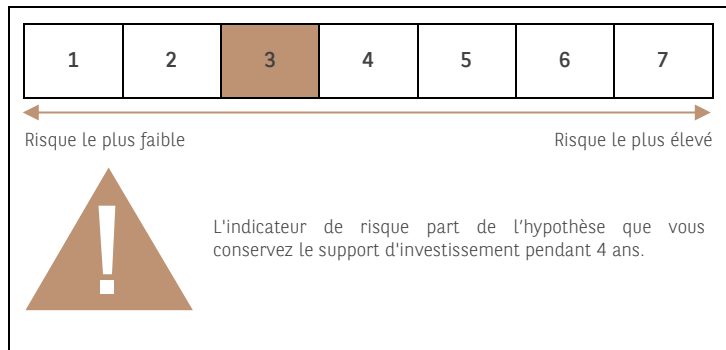 1 2 3 4 5 6 7
Risque le plus faible Risque le plus élevé
!
L'indicateur de risque part de l’hypothèse que vous
conservez le support d'investissement pendant 4 ans.